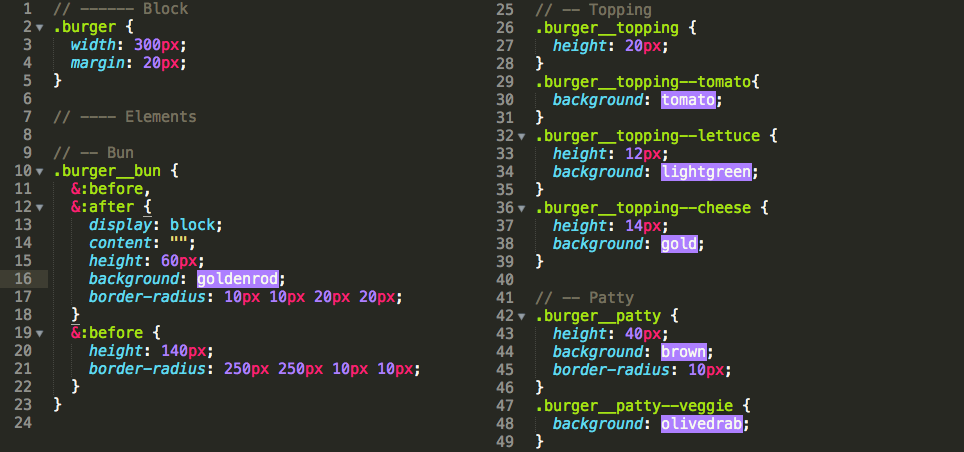 1 // ------ Block
2 .burger {
3   width: 300px;
4   margin: 20px;
5 }
6
7 // ---- Elements
8
9 // -- Bun
10 .burger__bun {
11   &:before,
12   &:after {
13     display: block;
14     content: "";
15     height: 60px;
16     background: goldenrod;
17     border-radius: 10px 10px 20px 20px;
18   }
19   &:before {
20     height: 140px;
21     border-radius: 250px 250px 10px 10px;
22   }
23 }
24
25 // -- Topping
26 .burger__topping {
27   height: 20px;
28 }
29 .burger__topping--tomato{
30   background: tomato;
31 }
32 .burger__topping--lettuce {
33   height: 12px;
34   background: lightgreen;
35 }
36 .burger__topping--cheese {
37   height: 14px;
38   background: gold;
39 }
40
41 // -- Patty
42 .burger__patty {
43   height: 40px;
44   background: brown;
45   border-radius: 10px;
46 }
47 .burger__patty--veggie {
48   background: olivedrab;
49 }